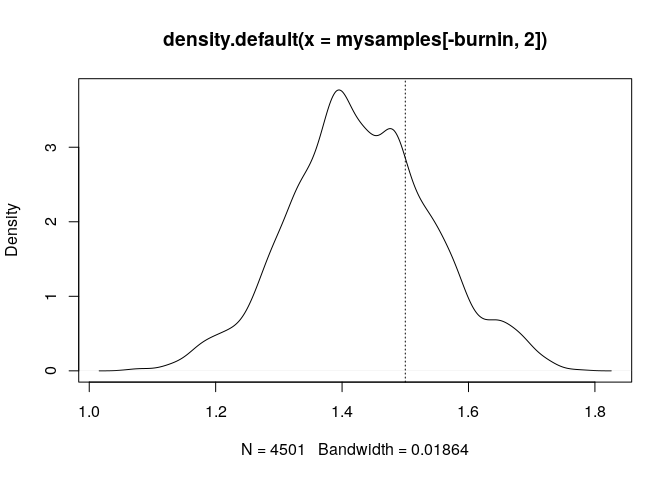 density.default(x = mysamples[-burnin, 2])
Density
3
2
1
0
1.0 1.2 1.4 1.6 1.8
N = 4501 Bandwidth = 0.01864